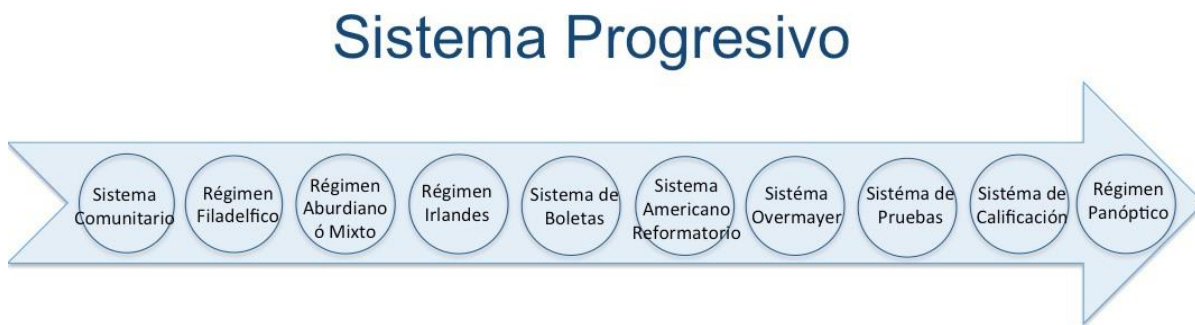 Sistema Progresivo
Sistema
Comunitario
Régimen
Filadelfico
Régimen
Aburdiano
ó Mixto
Régimen
Irlandes
Sistema de
Boletas
Sistema
Americano
Reformatorio
Sistéma
Overmayer
Sistéma de
Pruebas
Sistéma de
Calificación
Régimen
Panóptico